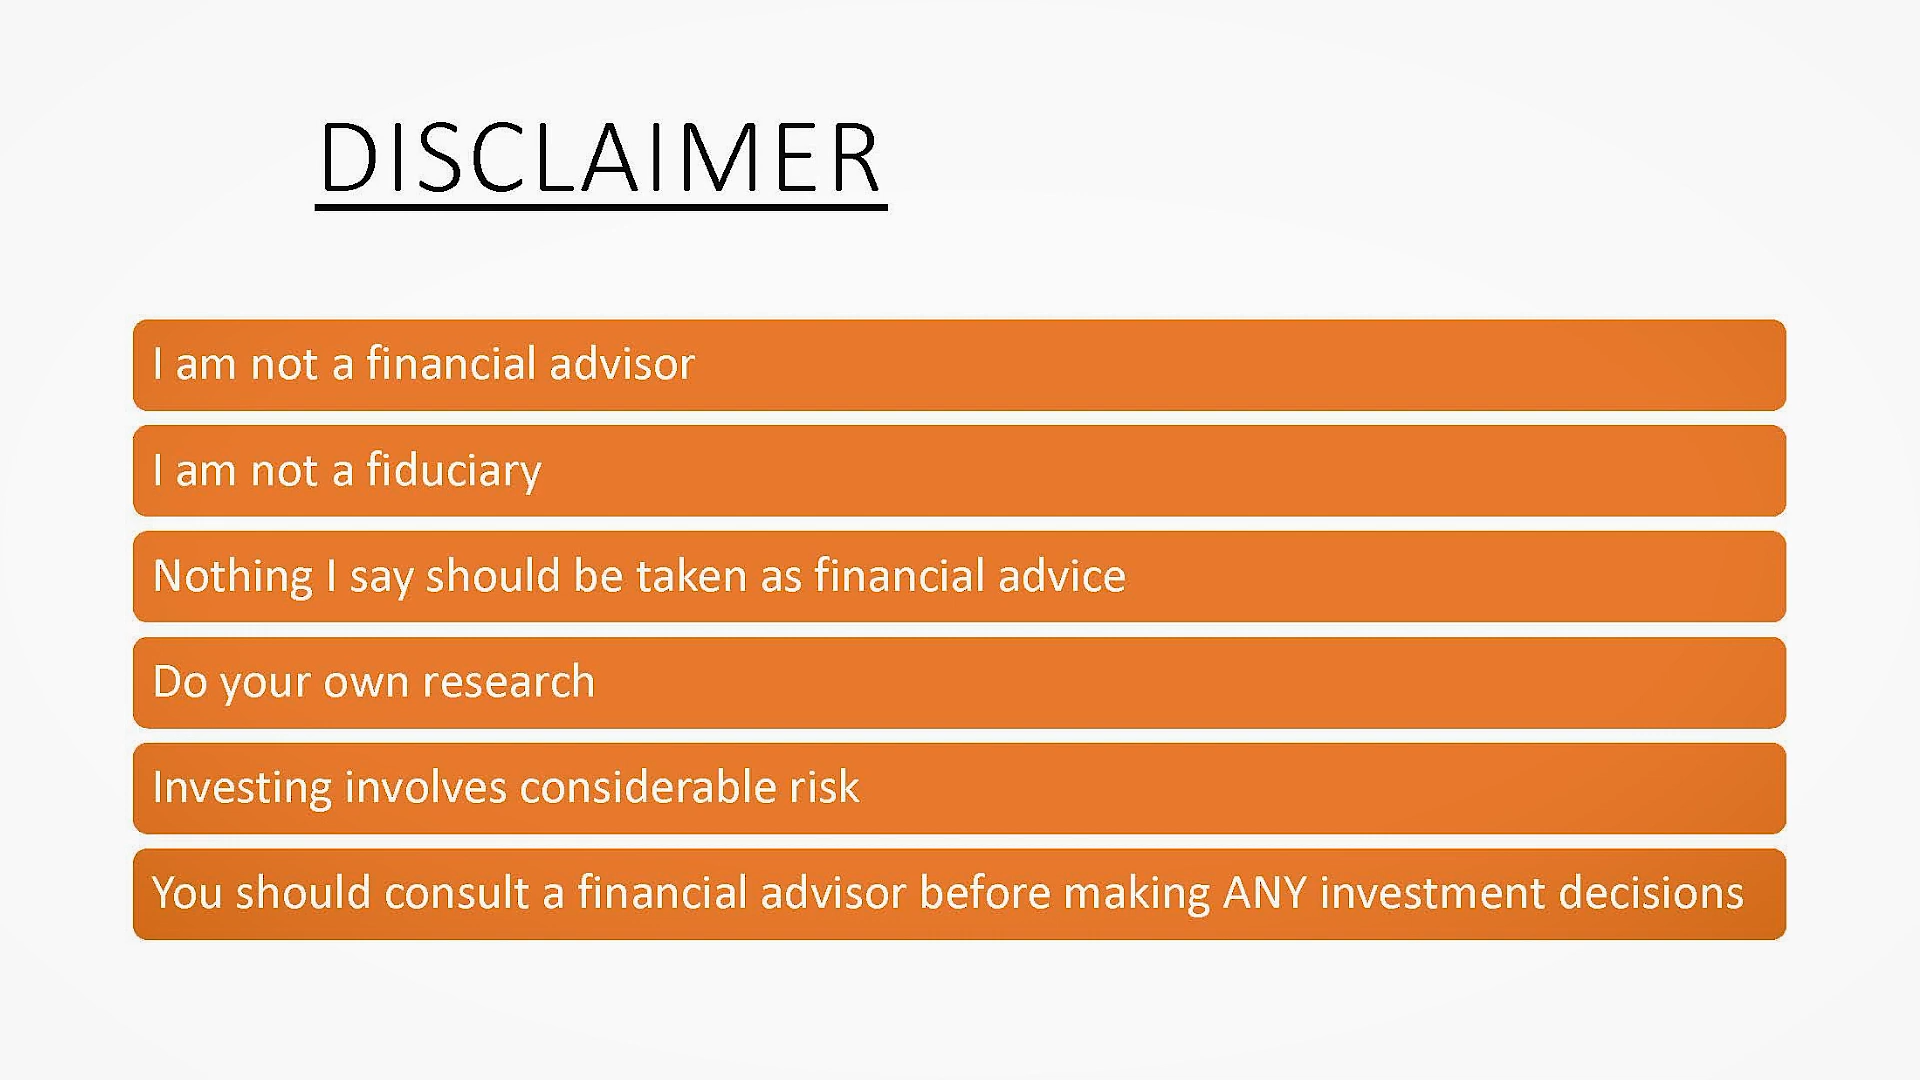 DISCLAIMER
I am not a financial advisor
I am not a fiduciary
Nothing I say should be taken as financial advice
Do your own research
Investing involves considerable risk
You should consult a financial advisor before making ANY investment decisions